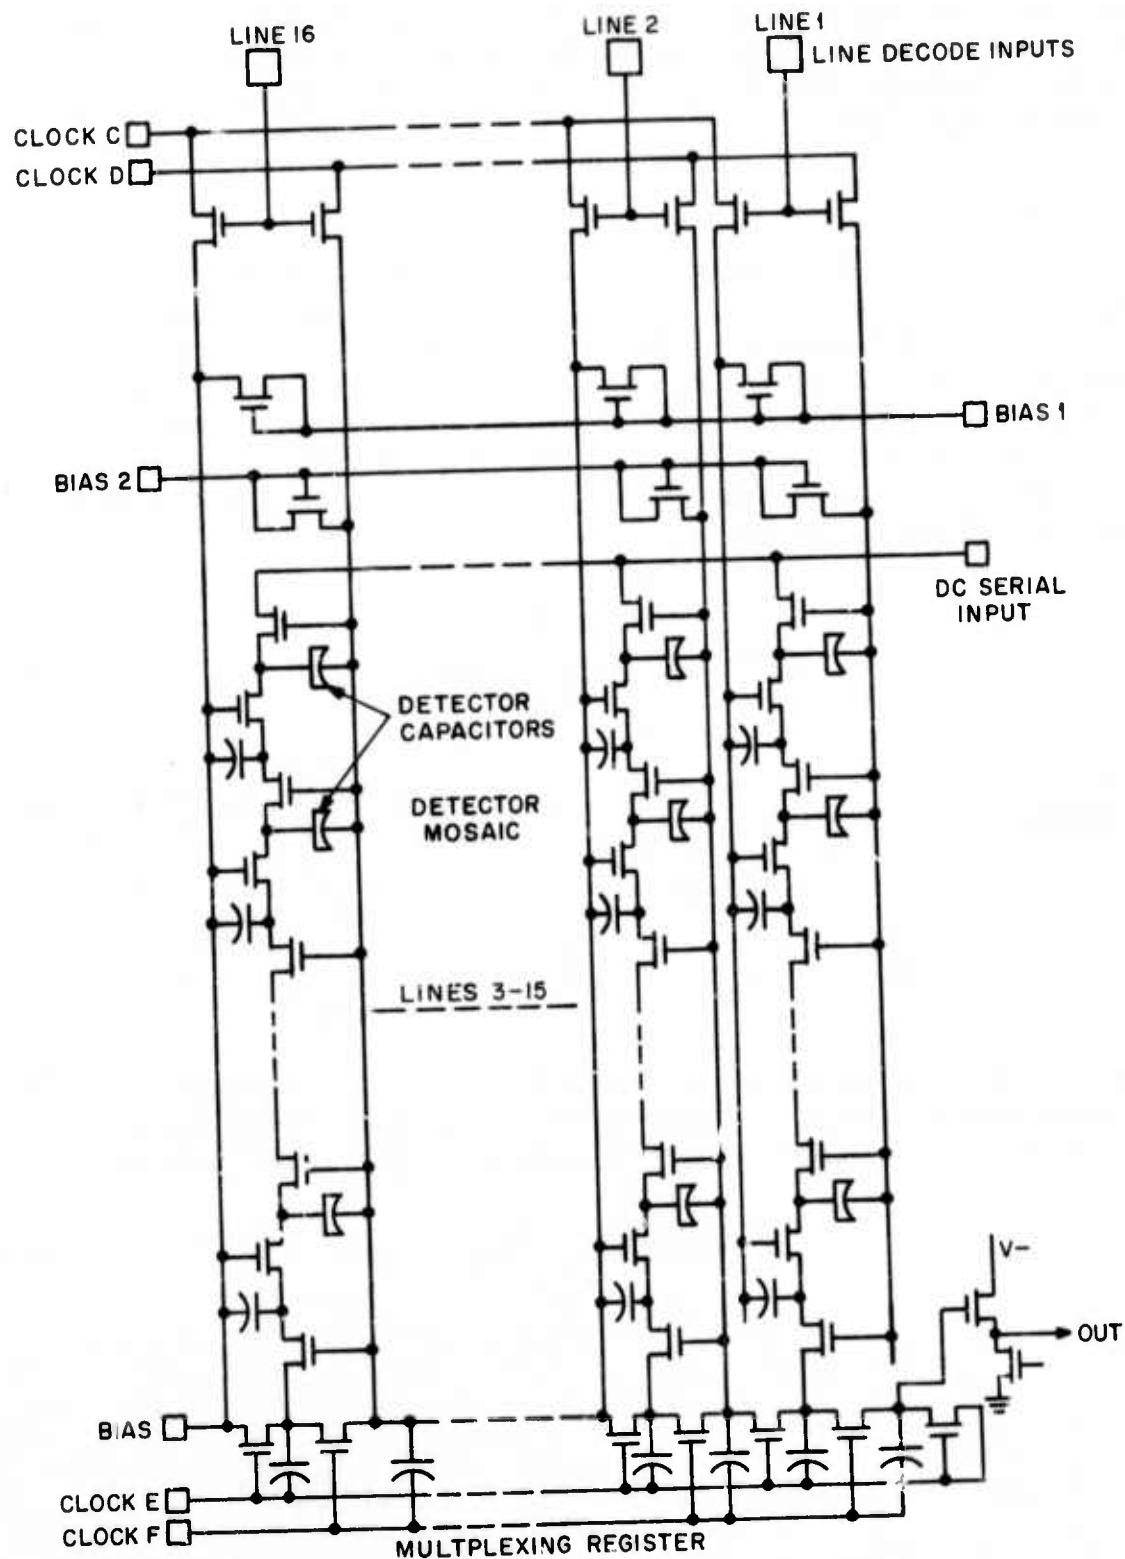 LINE 16
LINE 2
LINE 1
LINE DECODE INPUTS
CLOCK C
CLOCK D
BIAS 1
BIAS 2
DC SERIAL
INPUT
DETECTOR
CAPACITORS
DETECTOR
MOSAIC
LINES 3-15
V-
OUT
BIAS
CLOCK E
CLOCK F
MULTPLEXING REGISTER